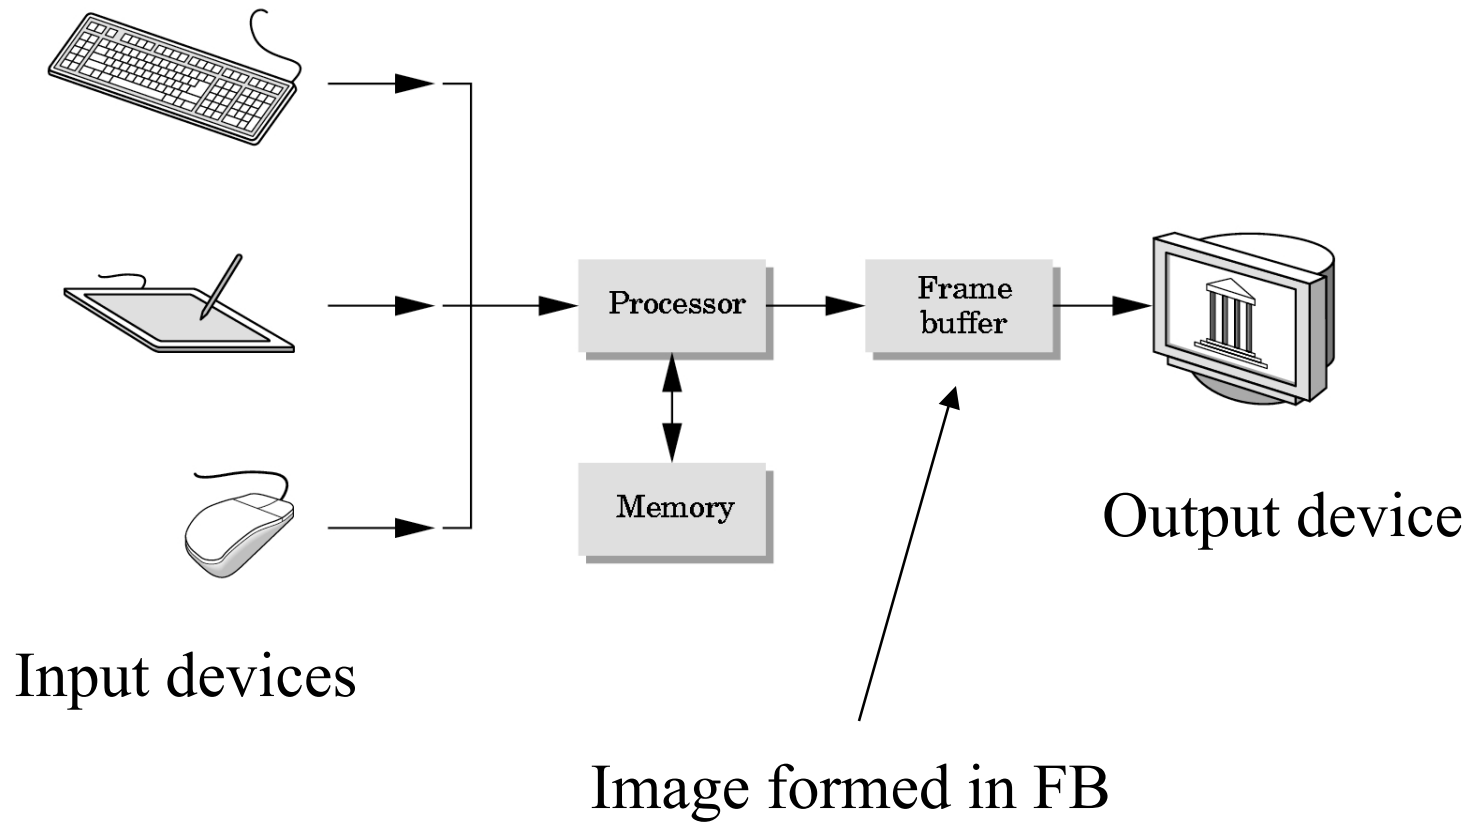 Processor
Frame
buffer
Memory
Output device
Input devices
Image formed in FB